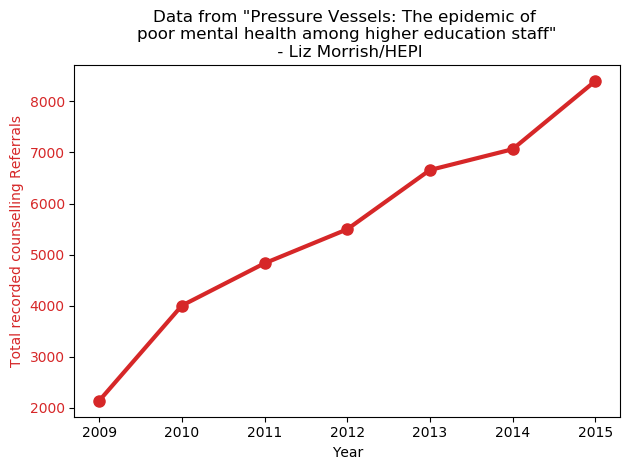 Data from "Pressure Vessels: The epidemic of
poor mental health among higher education staff"
- Liz Morrish/HEPI
Total recorded counselling Referrals
8000
7000
6000
5000
4000
3000
2000
2009 2010 2011 2012 2013 2014 2015
Year